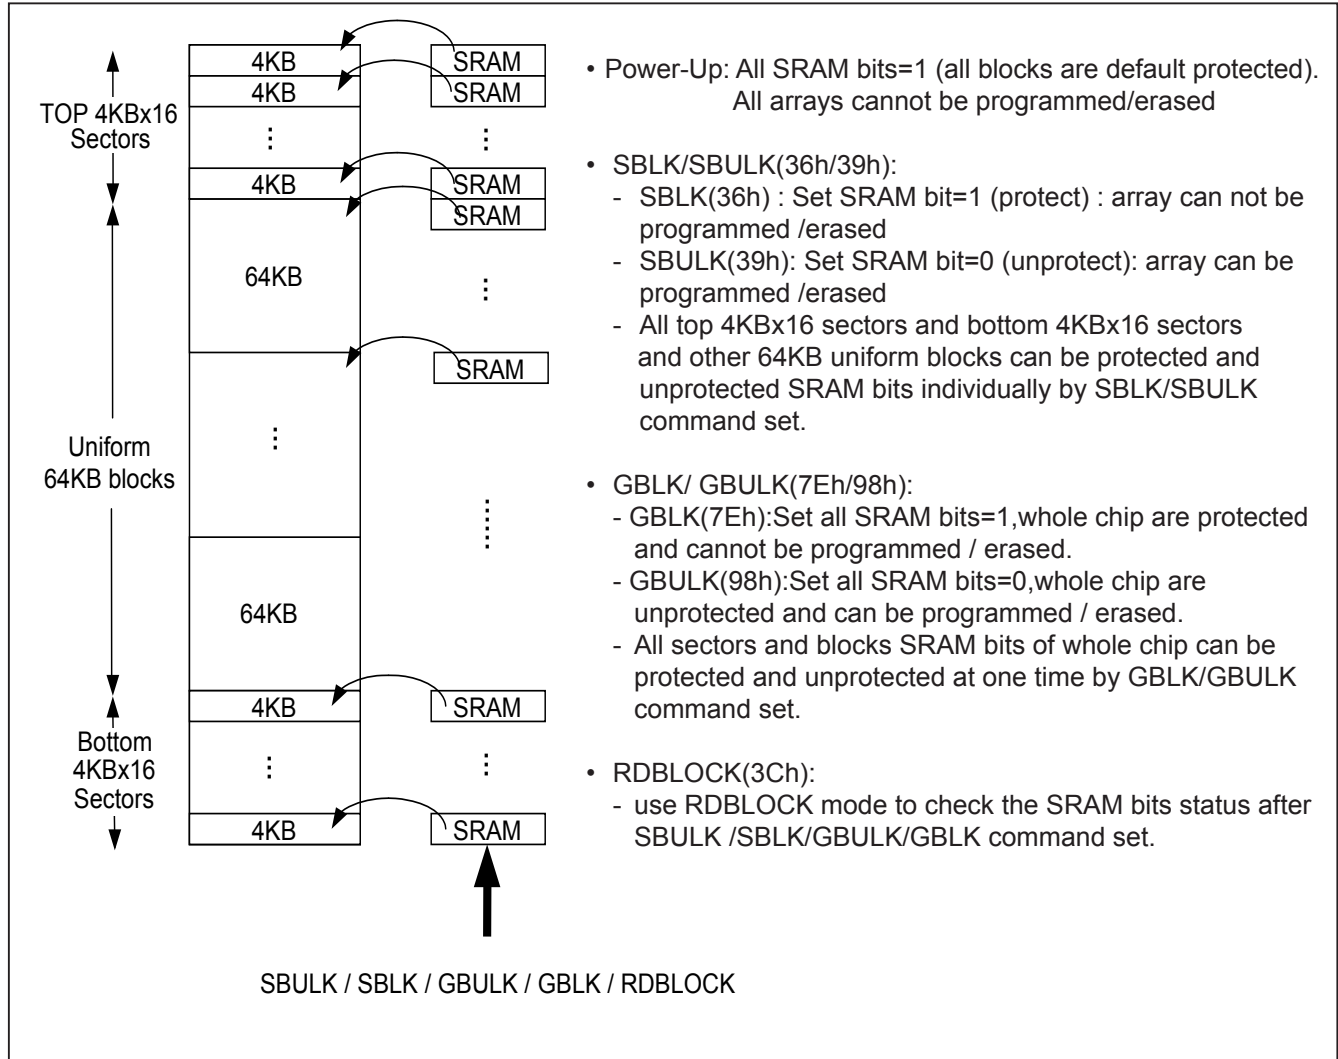 4KB
SRAM
4KB
SRAM
TOP 4KBx16
Sectors
4KB
SRAM
SRAM
64KB
SRAM
Uniform
64KB blocks
64KB
4KB
SRAM
Bottom
4KBx16
Sectors
4KB
SRAM
SBULK / SBLK / GBULK / GBLK / RDBLOCK
• Power-Up: All SRAM bits=1 (all blocks are default protected).
All arrays cannot be programmed/erased
• SBLK/SBULK(36h/39h):
- SBLK(36h) : Set SRAM bit=1 (protect) : array can not be
programmed /erased
- SBULK(39h): Set SRAM bit=0 (unprotect): array can be
programmed /erased
- All top 4KBx16 sectors and bottom 4KBx16 sectors
and other 64KB uniform blocks can be protected and
unprotected SRAM bits individually by SBLK/SBULK
command set.
• GBLK/ GBULK(7Eh/98h):
- GBLK(7Eh):Set all SRAM bits=1,whole chip are protected
and cannot be programmed / erased.
- GBULK(98h):Set all SRAM bits=0,whole chip are
unprotected and can be programmed / erased.
- All sectors and blocks SRAM bits of whole chip can be
protected and unprotected at one time by GBLK/GBULK
command set.
• RDBLOCK(3Ch):
- use RDBLOCK mode to check the SRAM bits status after
SBULK /SBLK/GBULK/GBLK command set.